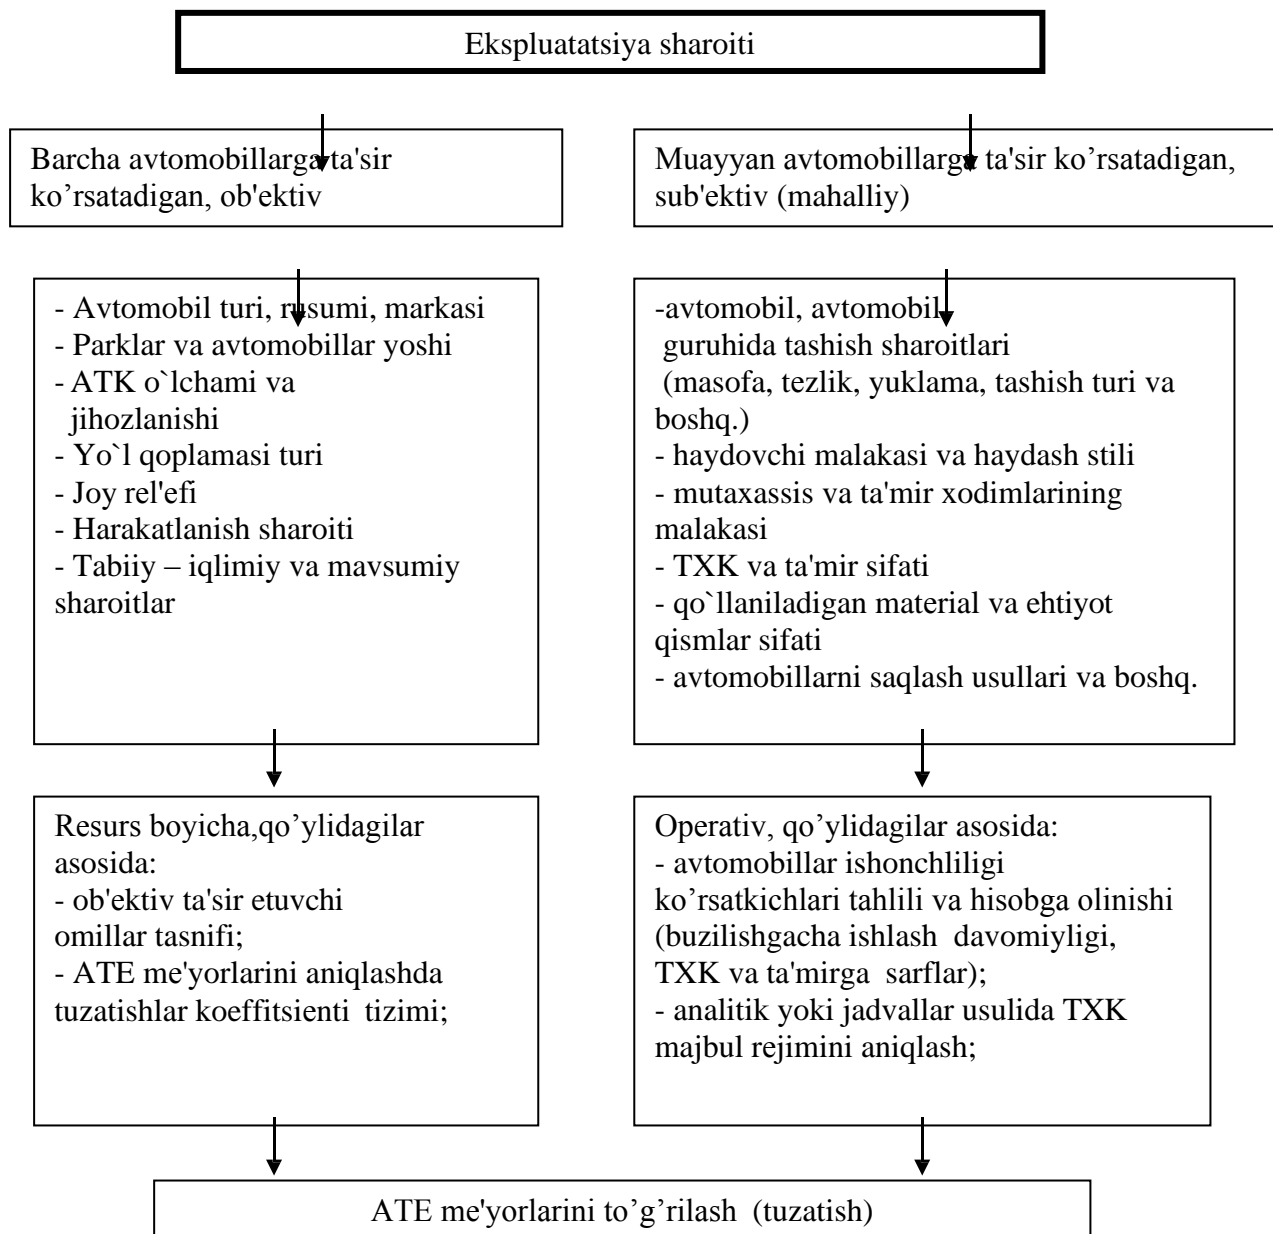 Ekspluatatsiya sharoiti
Barcha avtomobillarga ta'sir
ko’rsatadigan, ob'ektiv
Muayyan avtomobillarga ta'sir ko’rsatadigan,
sub'ektiv (mahalliy)
- Avtomobil turi, rusumi, markasi
- Parklar va avtomobillar yoshi
- ATK o`lchami va
jihozlanishi
- Yo`l qoplamasi turi
- Joy rel'efi
- Harakatlanish sharoiti
- Tabiiy – iqlimiy va mavsumiy
sharoitlar
-avtomobil, avtomobil
guruhida tashish sharoitlari
(masofa, tezlik, yuklama, tashish turi va
boshq.)
- haydovchi malakasi va haydash stili
- mutaxassis va ta'mir xodimlarining
malakasi
- TXK va ta'mir sifati
- qo`llaniladigan material va ehtiyot
qismlar sifati
- avtomobillarni saqlash usullari va boshq.
Resurs boyicha,qo’ylidagilar
asosida:
- ob'ektiv ta'sir etuvchi
omillar tasnifi;
- ATE me'yorlarini aniqlashda
tuzatishlar koeffitsienti tizimi;
Operativ, qo’ylidagilar asosida:
- avtomobillar ishonchliligi
ko’rsatkichlari tahlili va hisobga olinishi
(buzilishgacha ishlash davomiyligi,
TXK va ta'mirga sarflar);
- analitik yoki jadvallar usulida TXK
majbul rejimini aniqlash;
ATE me'yorlarini to’g’rilash (tuzatish)